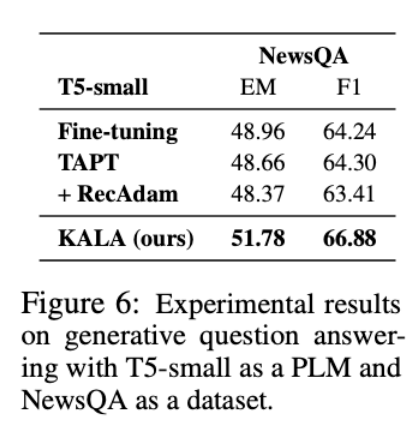 NewsQA
T5-small EM F1
Fine-tuning 48.96 64.24
TAPT 48.66 64.30
+ RecAdam 48.37 63.41
KALA (ours) 51.78 66.88
Figure 6: Experimental results
on generative question answer-
ing with T5-small as a PLM and
NewsQA as a dataset.